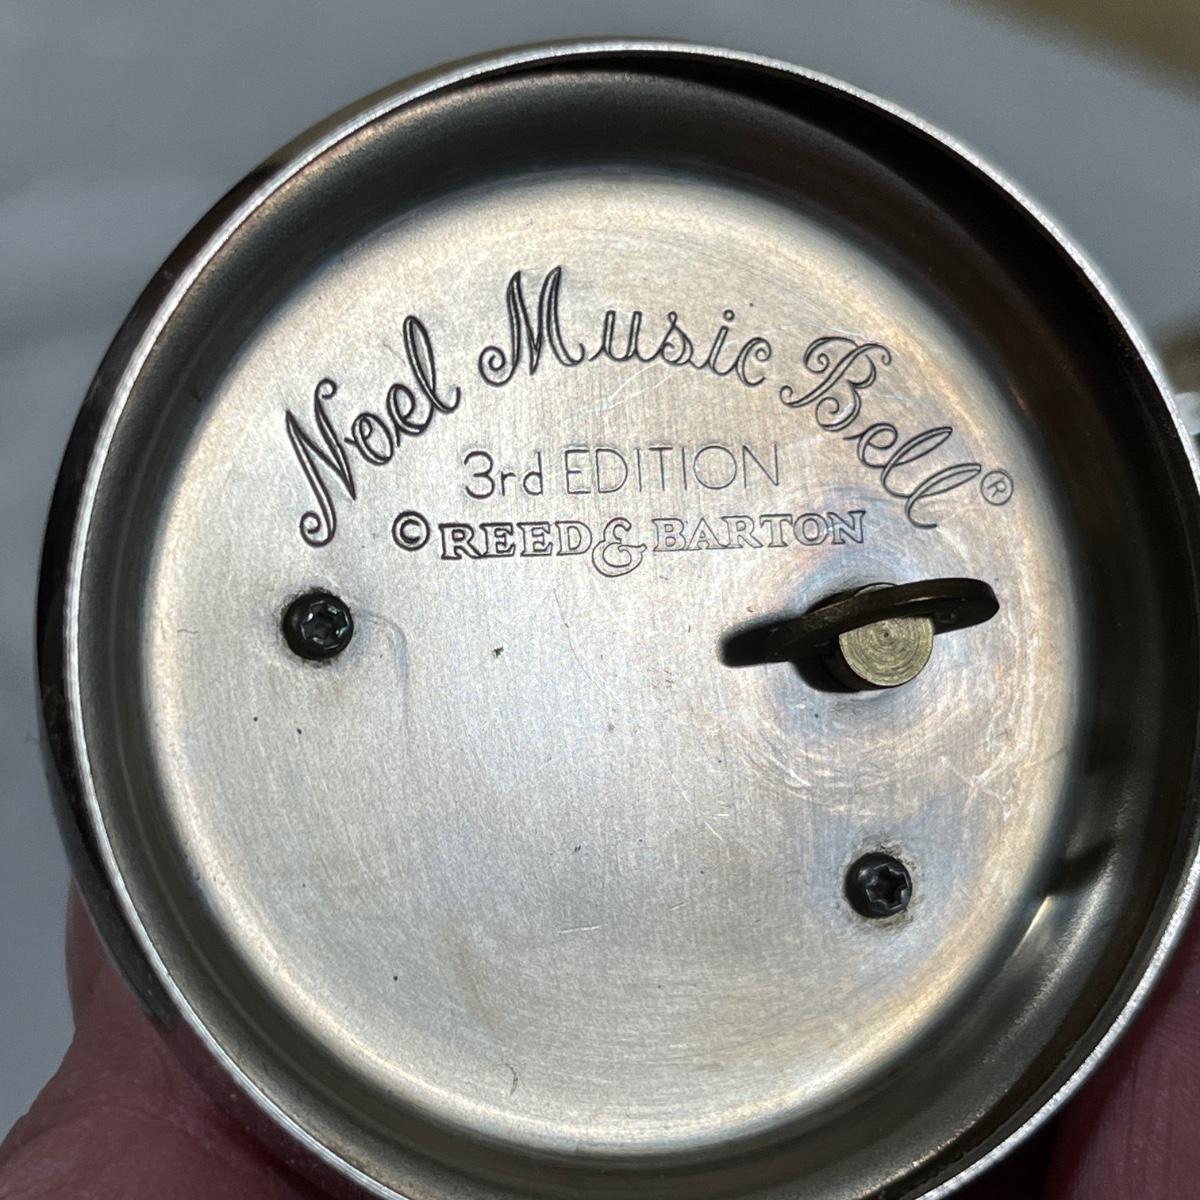 Noel Music Bell®
3rd EDITION
©REED & BARTON